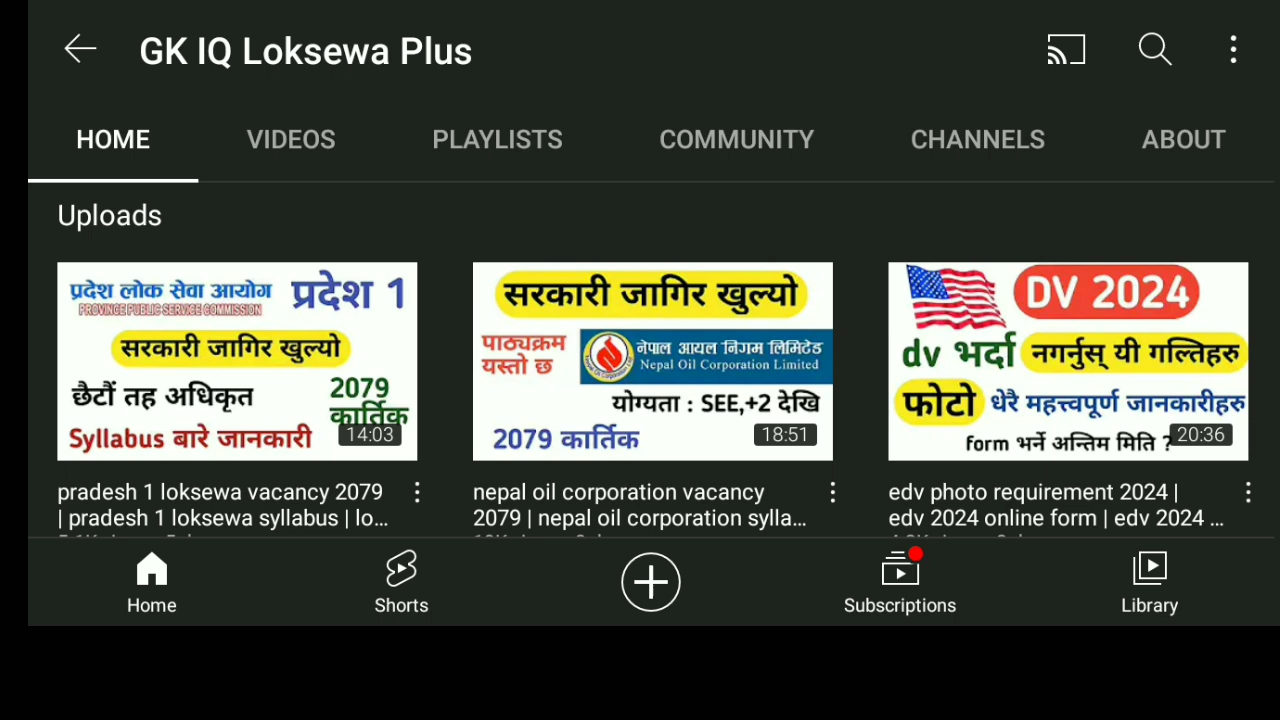 GK IQ Loksewa Plus
HOME VIDEOS PLAYLISTS COMMUNITY CHANNELS ABOUT
Uploads
प्रदेश लोक सेवा आयोग प्रदेश 1
PROVINCE PUBLIC SERVICE COMMISSION
सरकारी जागिर खुल्यो
छैटौं तह अधिकृत 2079
कार्तिक
Syllabus बारे जानकारी 14:03
सरकारी जागिर खुल्यो
पाठ्यक्रम
यस्तो छ
नेपाल आयल निगम लिमिटेड
Nepal Oil Corporation Limited
योग्यता : SEE,+2 देखि
2079 कार्तिक 18:51
DV 2024
dv भर्दा नगर्नुस् यी गल्तिहरु
फोटो धेरै महत्त्वपूर्ण जानकारीहरु
form भर्ने अन्तिम मिति ? 20:36
pradesh 1 loksewa vacancy 2079
| pradesh 1 loksewa syllabus | lo...
nepal oil corporation vacancy
2079 | nepal oil corporation sylla...
edv photo requirement 2024 |
edv 2024 online form | edv 2024 ...
Home Shorts Subscriptions Library